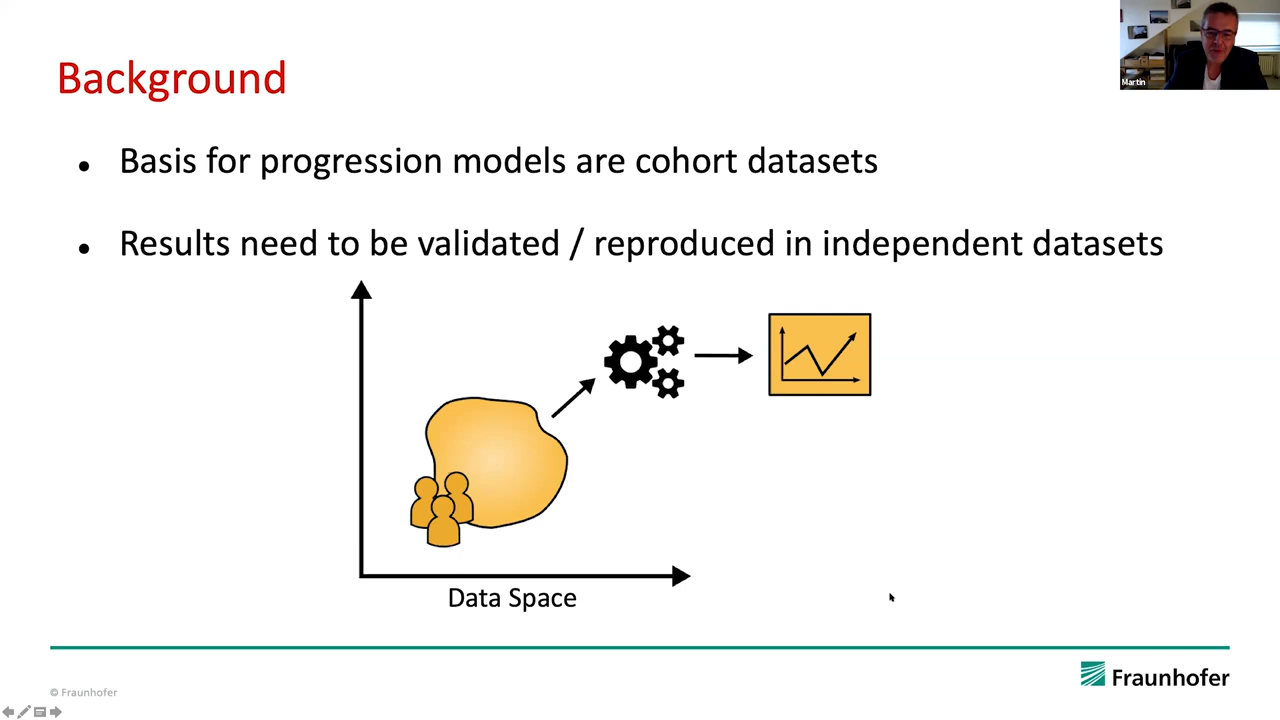 Martin
Background
Basis for progression models are cohort datasets
Results need to be validated / reproduced in independent datasets
Data Space
© Fraunhofer
Fraunhofer